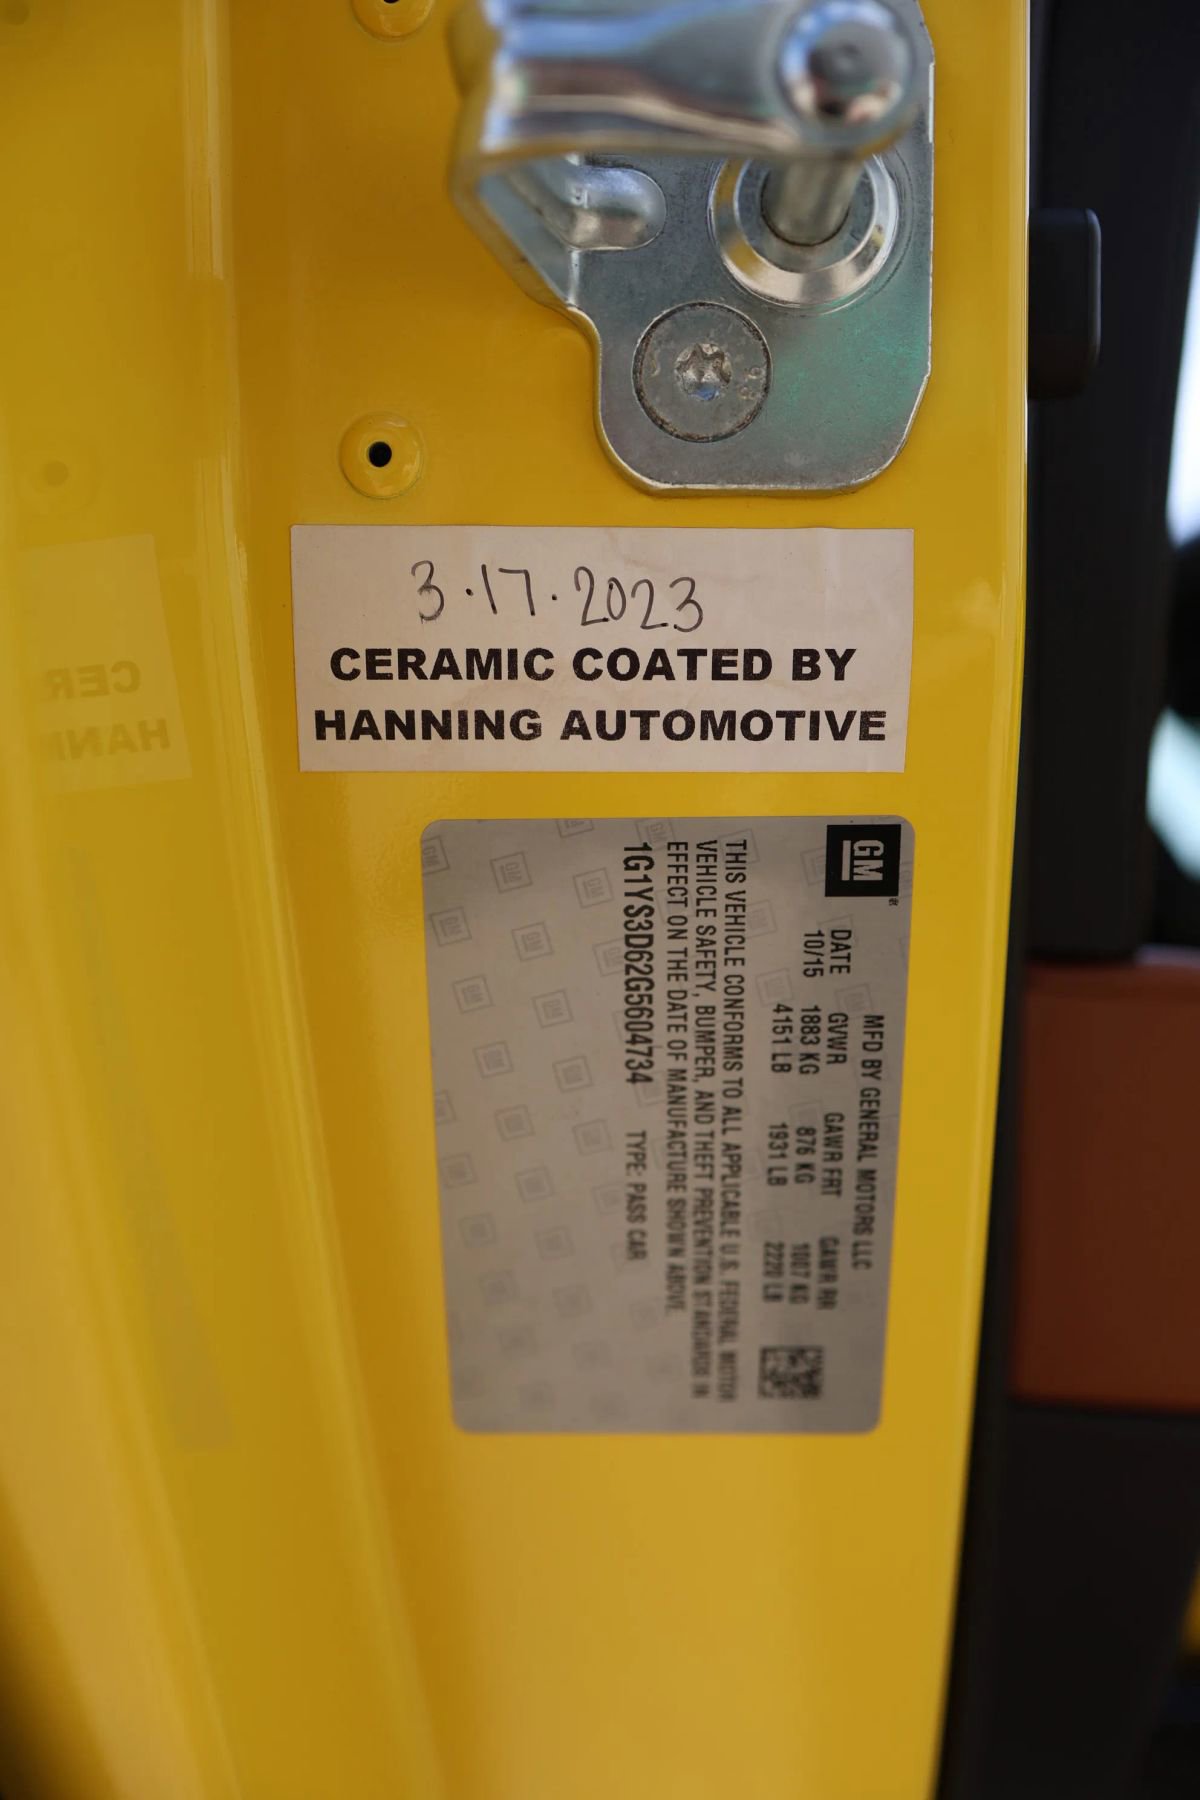 3.17.2023
CERAMIC COATED BY
HANNING AUTOMOTIVE
GM
MFD BY GENERAL MOTORS LLC
DATE GVWR GAWR FRT GAWR RR
10/15 1883 KG 876 KG 1007 KG
4151 LB 1931 LB 2220 LB
THIS VEHICLE CONFORMS TO ALL APPLICABLE U.S. FEDERAL MOTOR
VEHICLE SAFETY, BUMPER, AND THEFT PREVENTION STANDARDS IN
EFFECT ON THE DATE OF MANUFACTURE SHOWN ABOVE.
1G1YS3D62G5604734 TYPE: PASS CAR